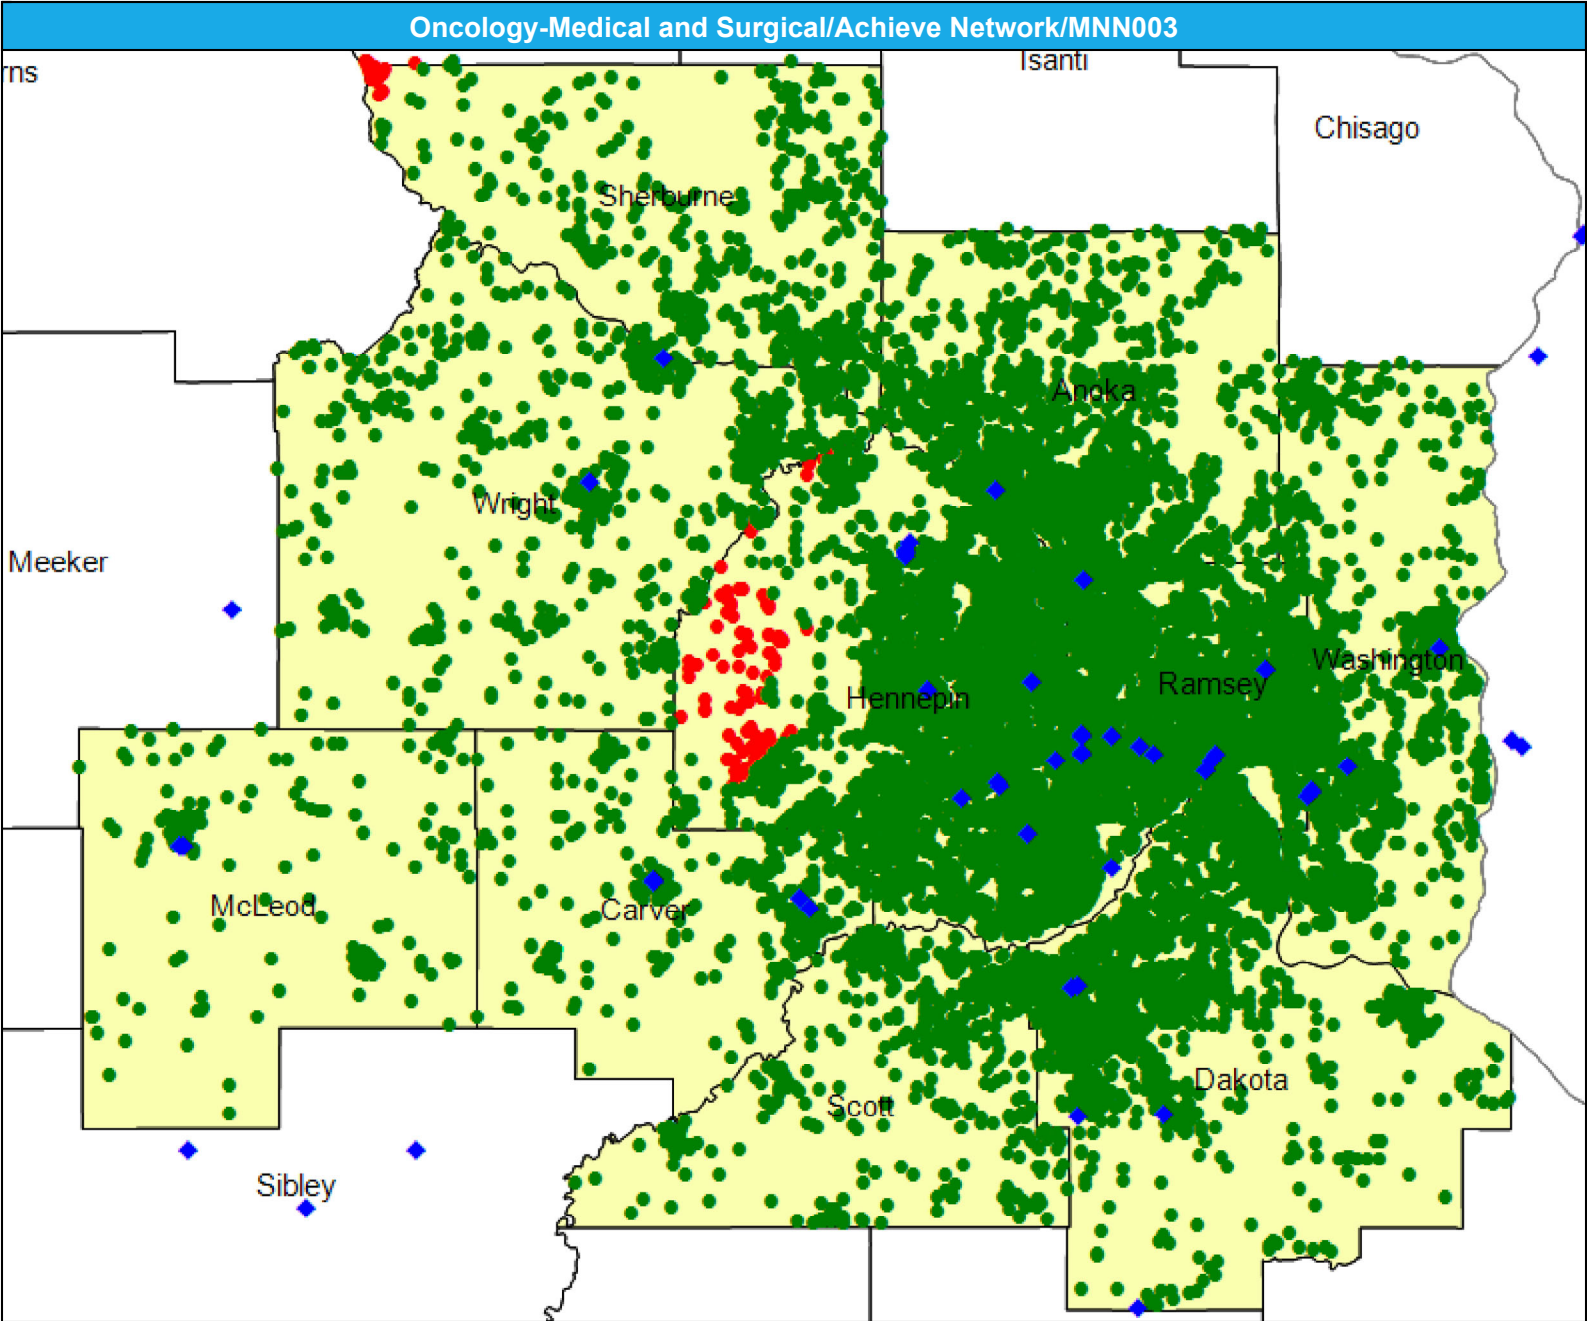 Oncology-Medical and Surgical/Achieve Network/MNN003
Isanti
rns
Chisago
Sherburne
Anoka
Wright
Meeker
Washington
Ramsey
Hennepin
McLeod
Carver
Dakota
Scott
Sibley